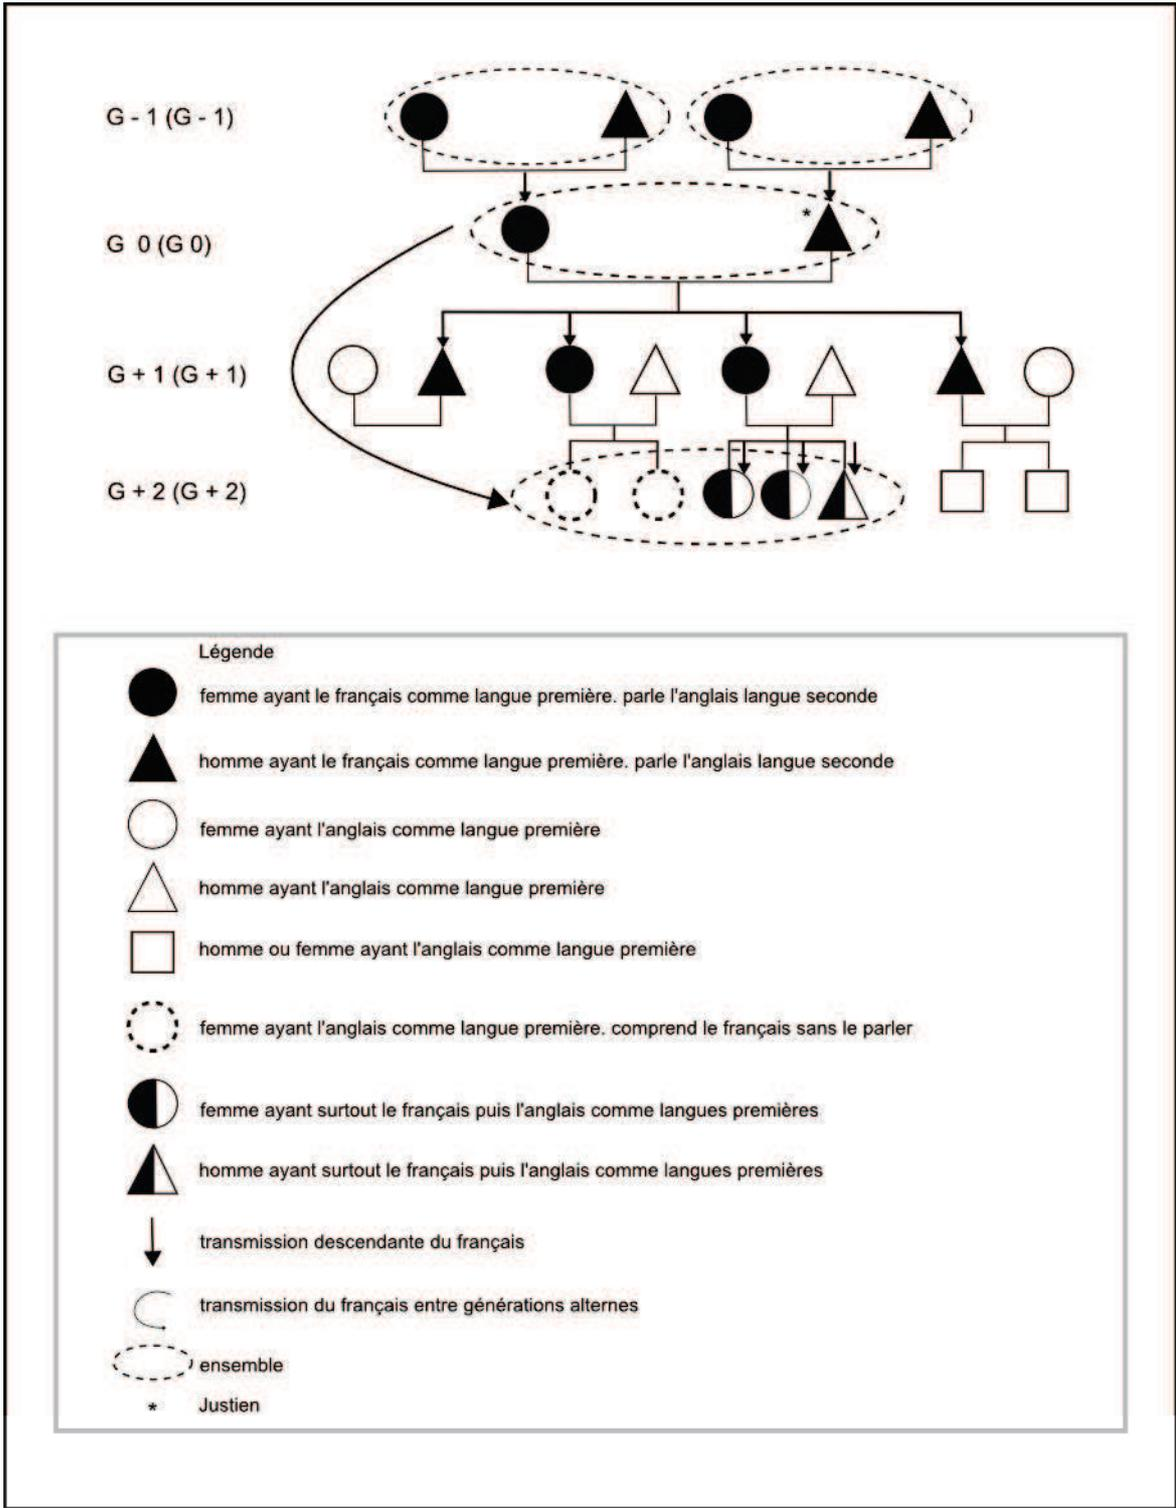 G - 1 (G - 1)
*
G 0 (G 0)
G + 1 (G + 1)
G + 2 (G + 2)
Légende
femme ayant le français comme langue première. parle l'anglais langue seconde
homme ayant le français comme langue première. parle l'anglais langue seconde
femme ayant l'anglais comme langue première
homme ayant l'anglais comme langue première
homme ou femme ayant l'anglais comme langue première
femme ayant l'anglais comme langue première. comprend le français sans le parler
femme ayant surtout le français puis l'anglais comme langues premières
homme ayant surtout le français puis l'anglais comme langues premières
transmission descendante du français
transmission du français entre générations alternes
ensemble
* Justien